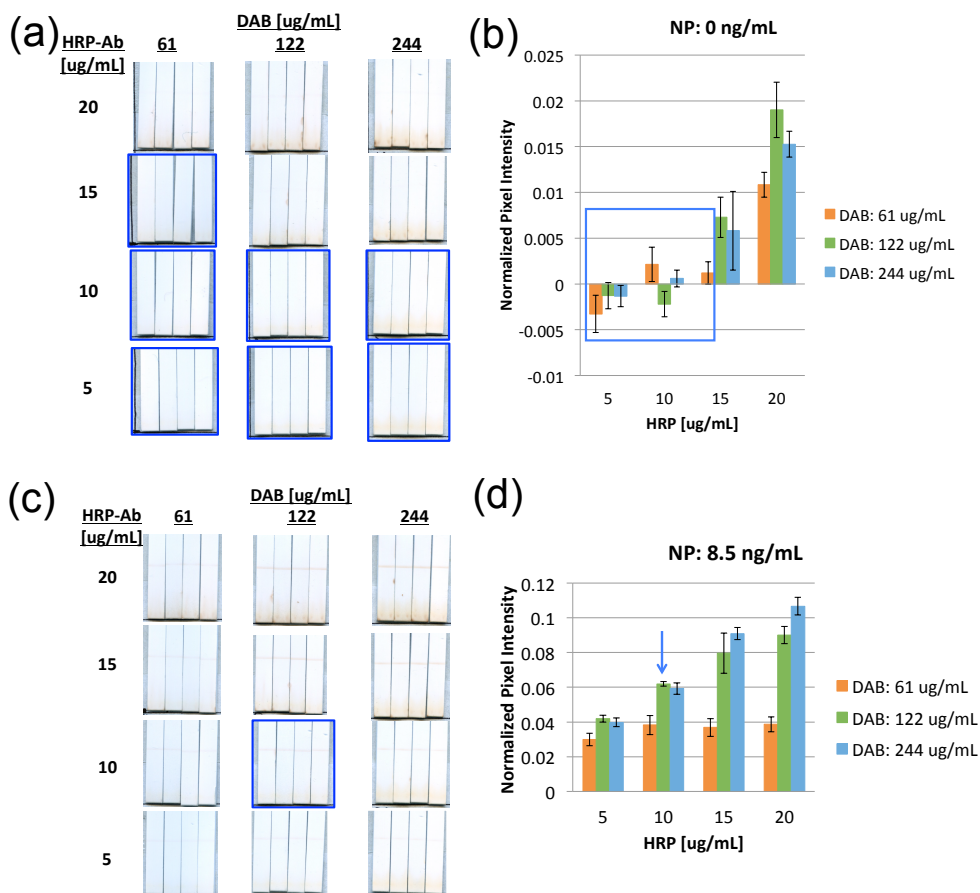 (a)
DAB [ug/mL]
HRP-Ab
[ug/mL]
61
122
244
20
15
10
5
(b)
NP: 0 ng/mL
Normalized Pixel Intensity
0.025
0.02
0.015
0.01
0.005
0
-0.005
-0.01
5
10
15
20
HRP [ug/mL]
DAB: 61 ug/mL
DAB: 122 ug/mL
DAB: 244 ug/mL
(c)
DAB [ug/mL]
HRP-Ab
[ug/mL]
61
122
244
20
15
10
5
(d)
NP: 8.5 ng/mL
Normalized Pixel Intensity
0.12
0.1
0.08
0.06
0.04
0.02
0
5
10
15
20
HRP [ug/mL]
DAB: 61 ug/mL
DAB: 122 ug/mL
DAB: 244 ug/mL